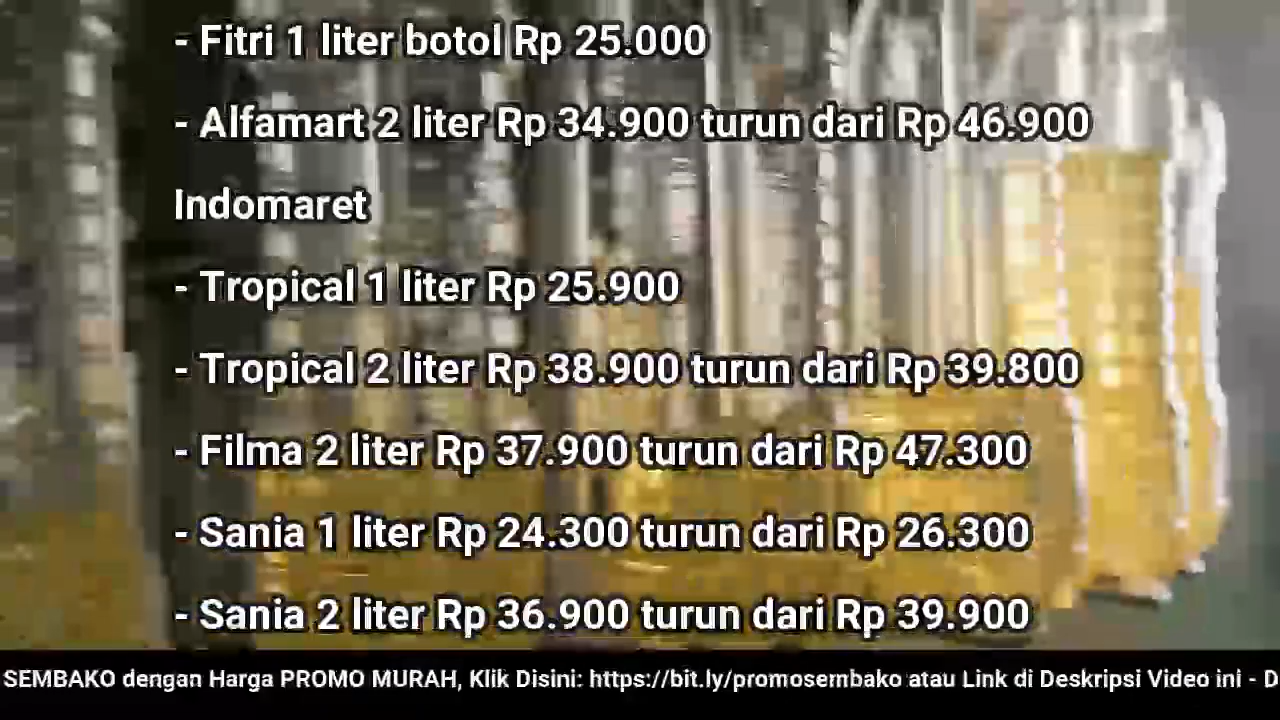 - Fitri 1 liter botol Rp 25.000
- Alfamart 2 liter Rp 34.900 turun dari Rp 46.900
Indomaret
- Tropical 1 liter Rp 25.900
- Tropical 2 liter Rp 38.900 turun dari Rp 39.800
- Filma 2 liter Rp 37.900 turun dari Rp 47.300
- Sania 1 liter Rp 24.300 turun dari Rp 26.300
- Sania 2 liter Rp 36.900 turun dari Rp 39.900
SEMBAKO dengan Harga PROMO MURAH, Klik Disini: https://bit.ly/promosembako atau Link di Deskripsi Video ini - D